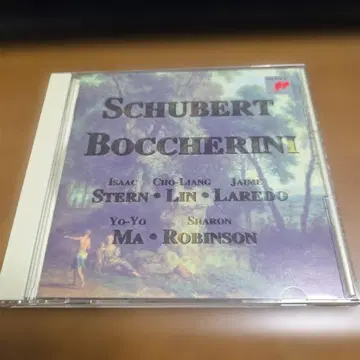 SCHUBERT
BOCCHERINI
ISAAC CHO-LIANG JAIME
STERN • LIN • LAREDO
YO-YO SHARON
MA • ROBINSON